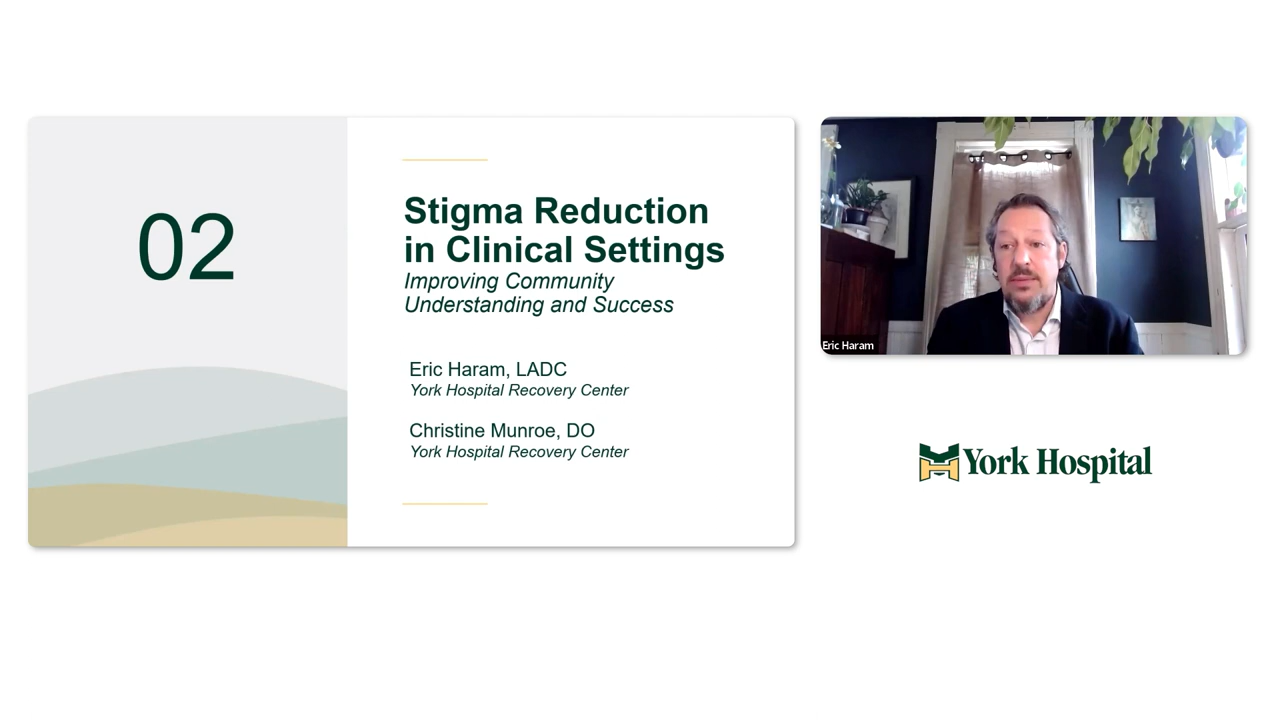 02
Stigma Reduction
in Clinical Settings
Improving Community
Understanding and Success
Eric Haram, LADC
York Hospital Recovery Center
Christine Munroe, DO
York Hospital Recovery Center
Eric Haram
York Hospital